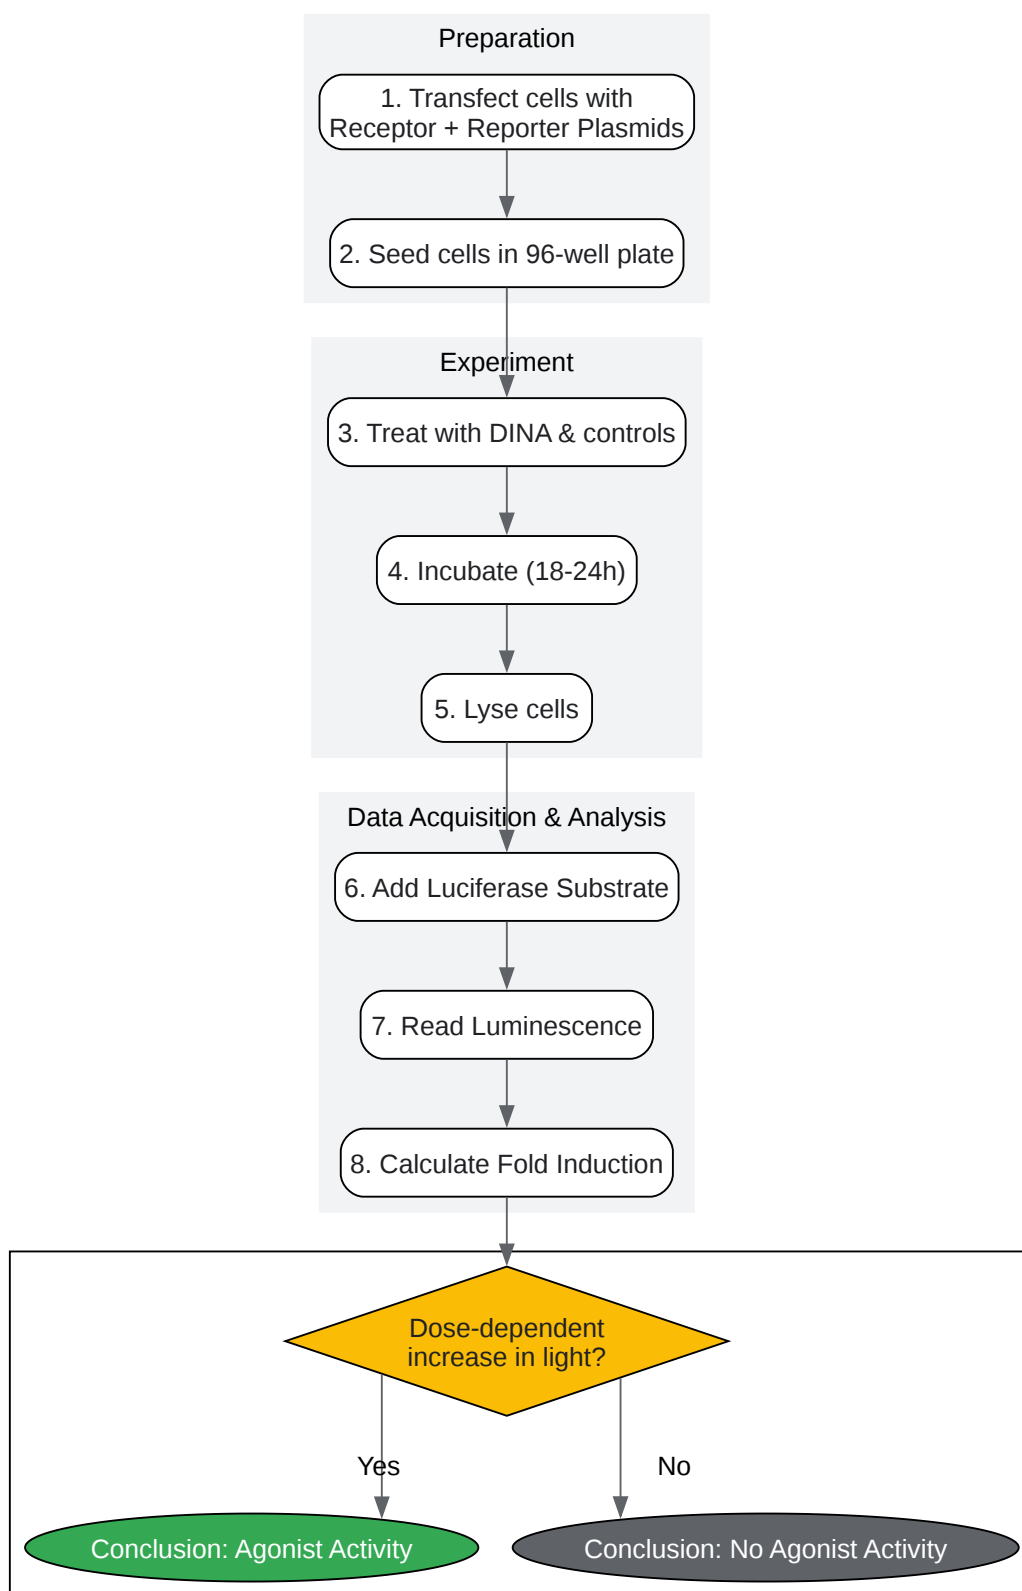 Preparation
1. Transfect cells with
Receptor + Reporter Plasmids
2. Seed cells in 96-well plate
Experiment
3. Treat with DINA & controls
4. Incubate (18-24h)
5. Lyse cells
Data Acquisition & Analysis
6. Add Luciferase Substrate
7. Read Luminescence
8. Calculate Fold Induction
Dose-dependent
increase in light?
Yes
No
Conclusion: Agonist Activity
Conclusion: No Agonist Activity